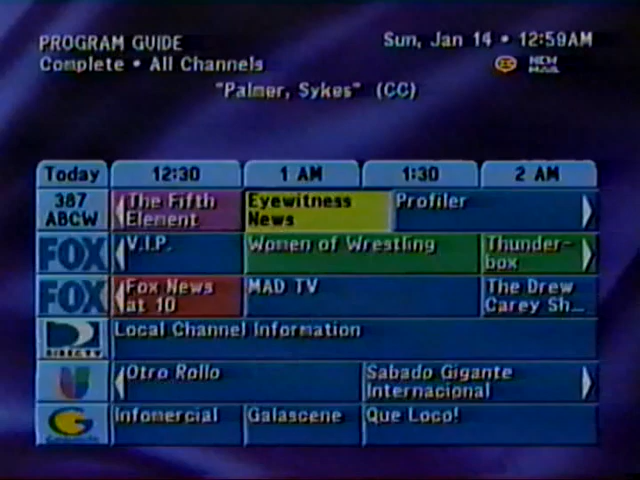 PROGRAM GUIDE
Sun, Jan 14 • 12:59AM
Complete • All Channels
NEW MAIL
"Palmer, Sykes" (CC)
Today 12:30 1 AM 1:30 2 AM
387 ABCW
The Fifth Element
Eyewitness News
Profiler
FOX
V.I.P.
Women of Wrestling
Thunder-box
FOX
Fox News at 10
MAD TV
The Drew Carey Sh...
DIRECTV
Local Channel Information
Otro Rollo
Sabado Gigante Internacional
Infomercial
Galascene
Que Loco!